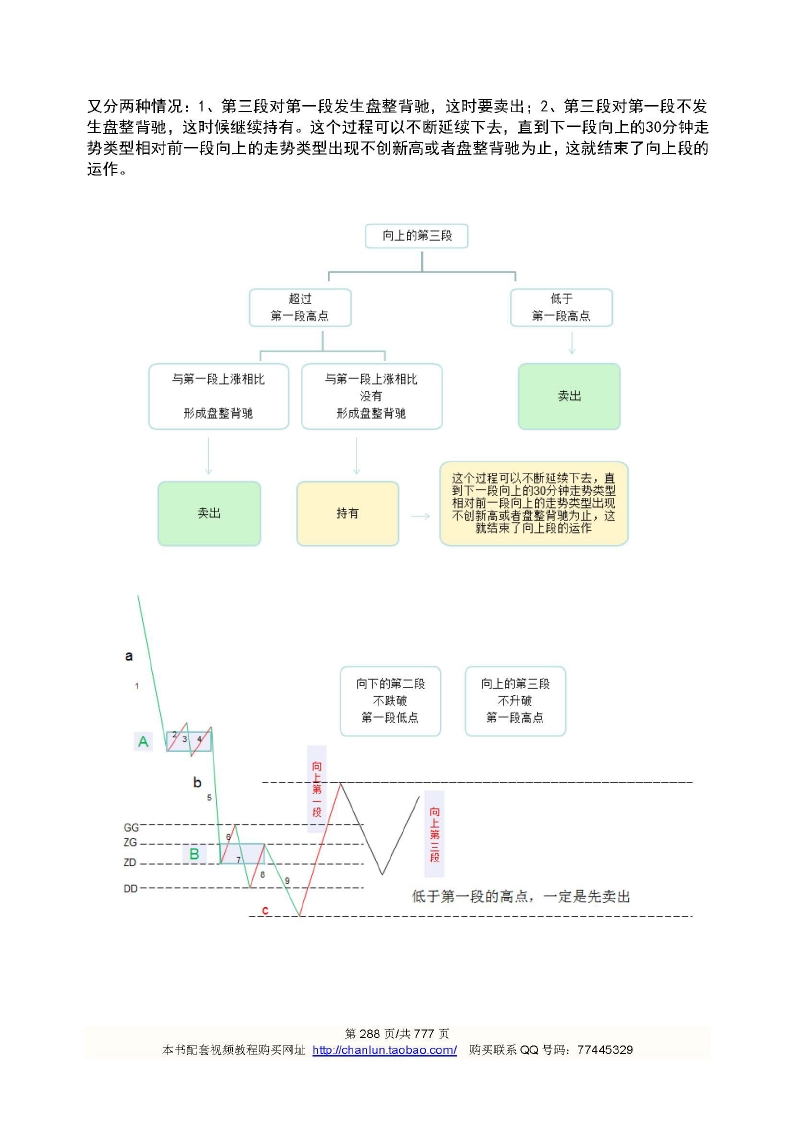 又分两种情况：1、第三段对第一段发生盘整背驰，这时要卖出；2、第三段对第一段不发
生盘整背驰，这时候继续持有。这个过程可以不断延续下去，直到下一段向上的30分钟走
势类型相对前一段向上的走势类型出现不创新高或者盘整背驰为止，这就结束了向上段的
运作。
向上的第三段
超过
第一段高点
低于
第一段高点
与第一段上涨相比
形成盘整背驰
与第一段上涨相比
没有
形成盘整背驰
卖出
卖出
持有
这个过程可以不断延续下去，直
到下一段向上的30分钟走势类型
相对前一段向上的走势类型出现
不创新高或者盘整背驰为止，这
就结束了向上段的运作
a
1
A
2
3
4
b
5
向下的第二段
不跌破
第一段低点
向上的第三段
不升破
第一段高点
向上第一段
向上第三段
GG
ZG
ZD
DD
B
6
7
8
9
c
低于第一段的高点，一定是先卖出
第 288 页/共 777 页
本书配套视频教程购买网址 http://chanlun.taobao.com/ 购买联系 QQ 号码：77445329